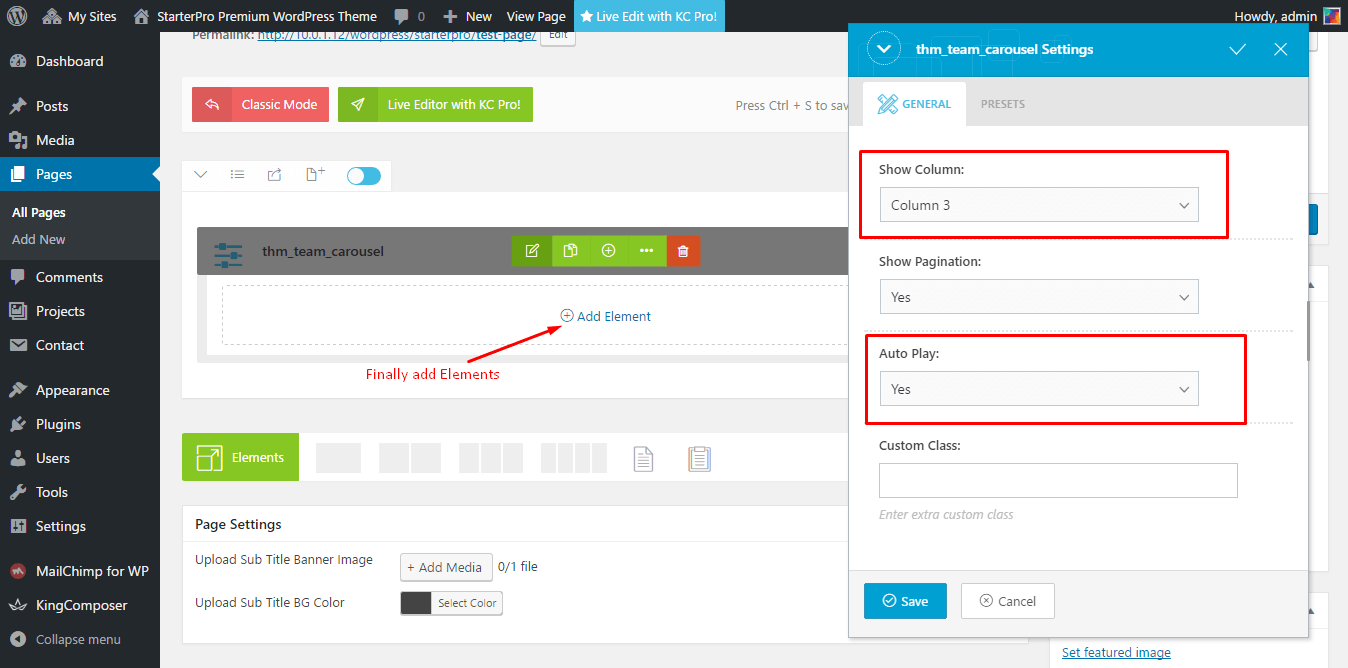 My Sites
StarterPro Premium WordPress Theme
0
New
View Page
Live Edit with KC Pro!
Howdy, admin
Dashboard
Posts
Media
Pages
All Pages
Add New
Comments
Projects
Contact
Appearance
Plugins
Users
Tools
Settings
MailChimp for WP
KingComposer
Collapse menu
Permalink: http://10.0.1.12/wordpress/starterpro/test-page/
Edit
Classic Mode
Live Editor with KC Pro!
Press Ctrl + S to sav
thm_team_carousel
Add Element
Finally add Elements
Elements
Page Settings
Upload Sub Title Banner Image
+ Add Media
0/1 file
Upload Sub Title BG Color
Select Color
thm_team_carousel Settings
GENERAL
PRESETS
Show Column:
Column 3
Show Pagination:
Yes
Auto Play:
Yes
Custom Class:
Enter extra custom class
Save
Cancel
Set featured image